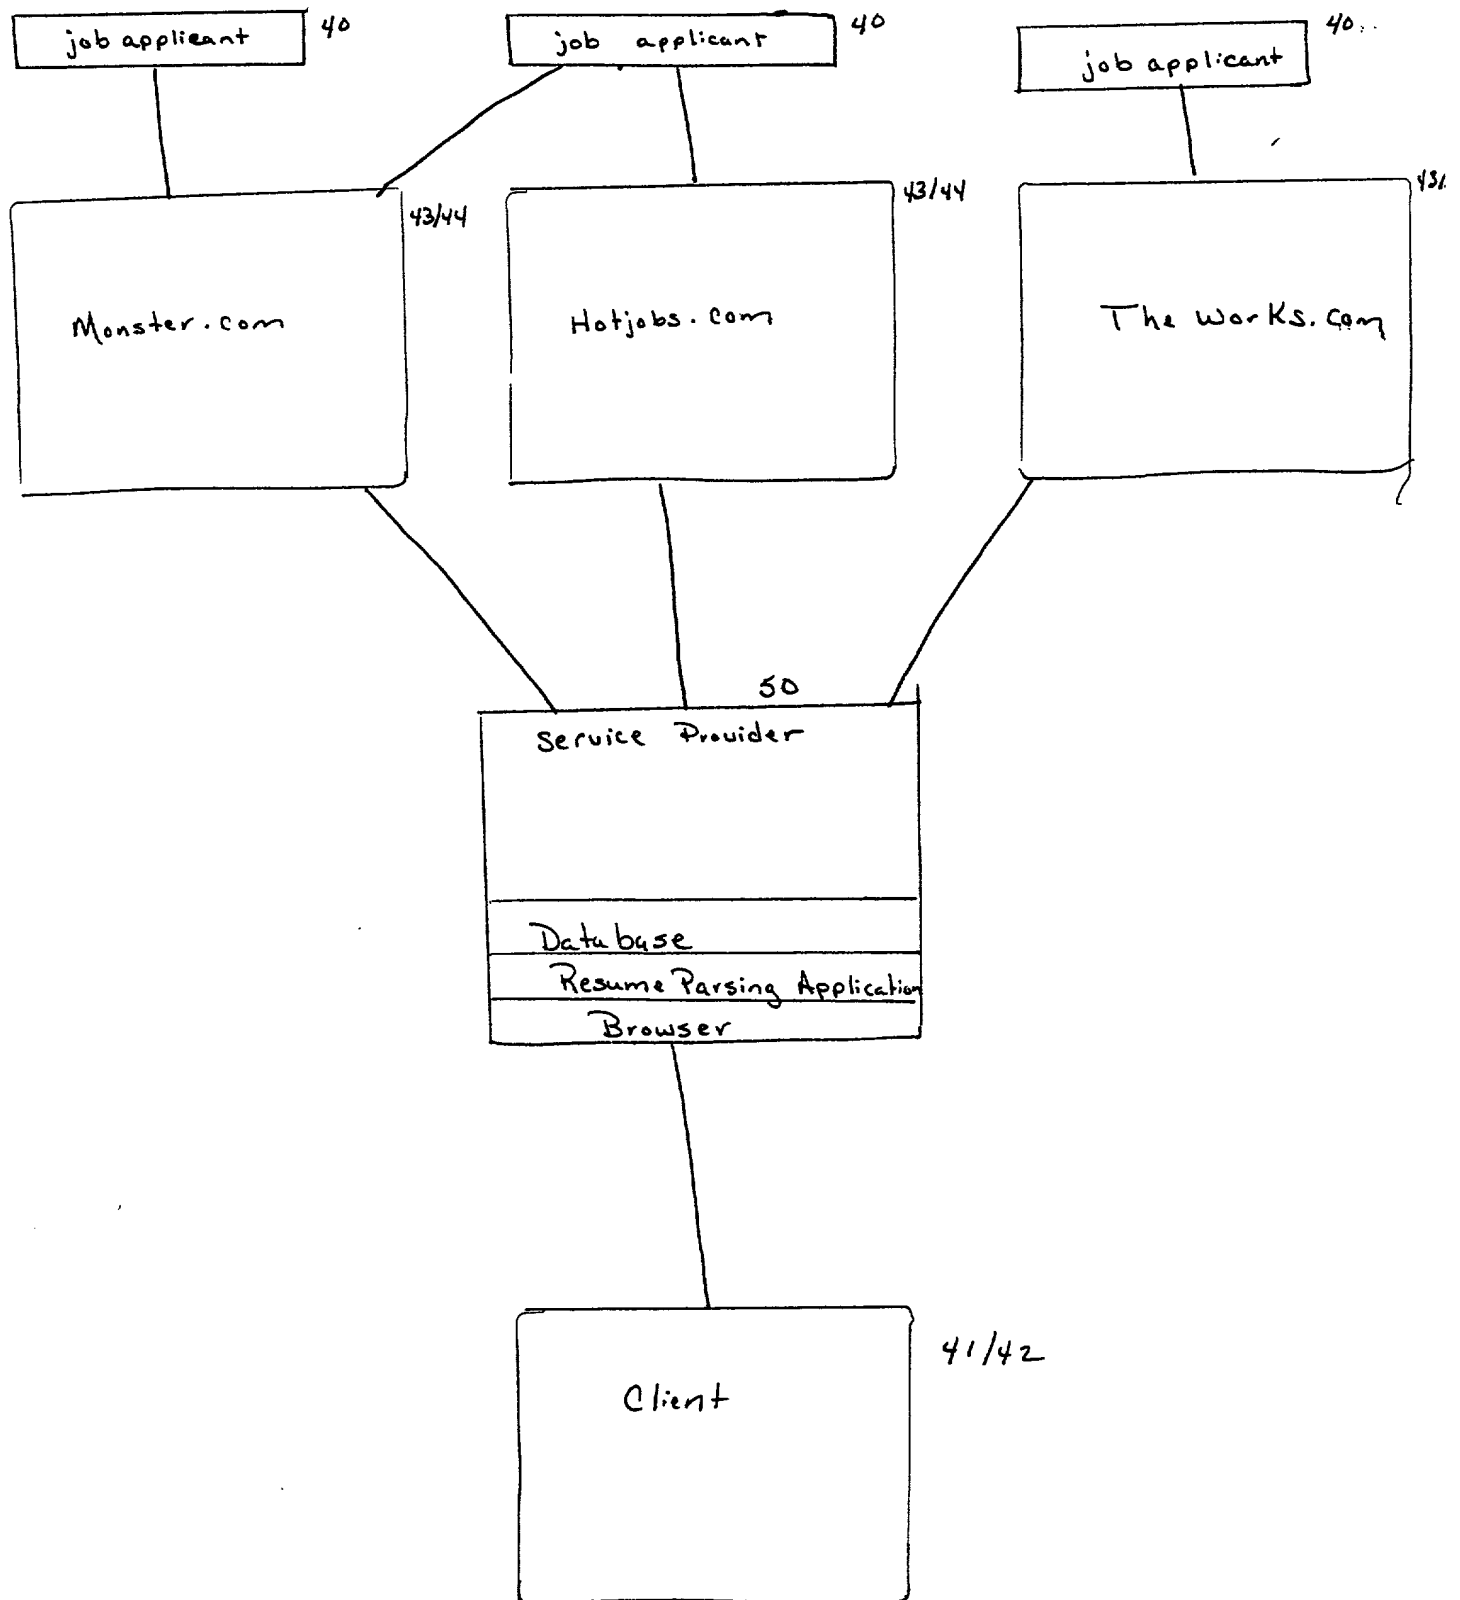 job applicant 40
job applicant 40
job applicant 40
43/44
43/44
Monster.com
Hotjobs.com
The works.com
50
Service Provider
Database
Resume Parsing Application
Browser
41/42
Client